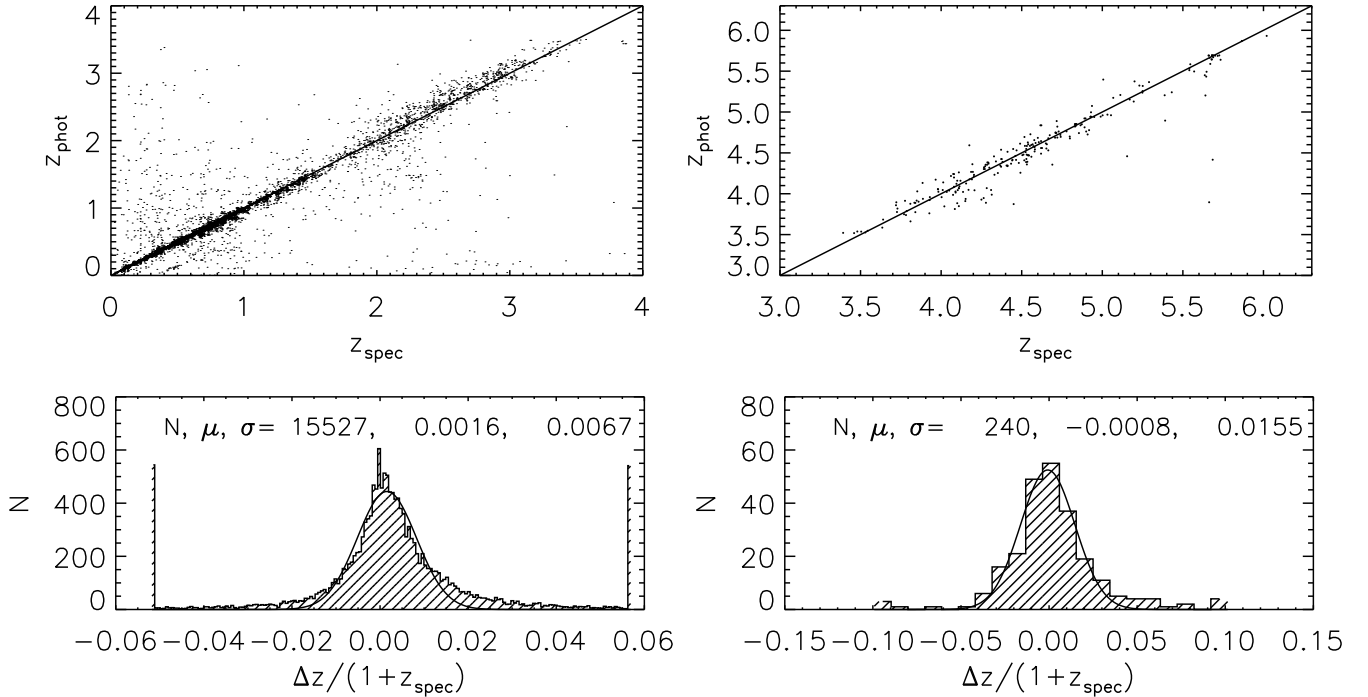 4
3
2
1
0
z_phot
0 1 2 3 4
z_spec
6.0
5.5
5.0
4.5
4.0
3.5
3.0
z_phot
3.0 3.5 4.0 4.5 5.0 5.5 6.0
z_spec
800
600
400
200
0
N
N, μ, σ= 15527, 0.0016, 0.0067
−0.06 −0.04 −0.02 0.00 0.02 0.04 0.06
Δz/(1+z_spec)
80
60
40
20
0
N
N, μ, σ= 240, −0.0008, 0.0155
−0.15 −0.10 −0.05 0.00 0.05 0.10 0.15
Δz/(1+z_spec)